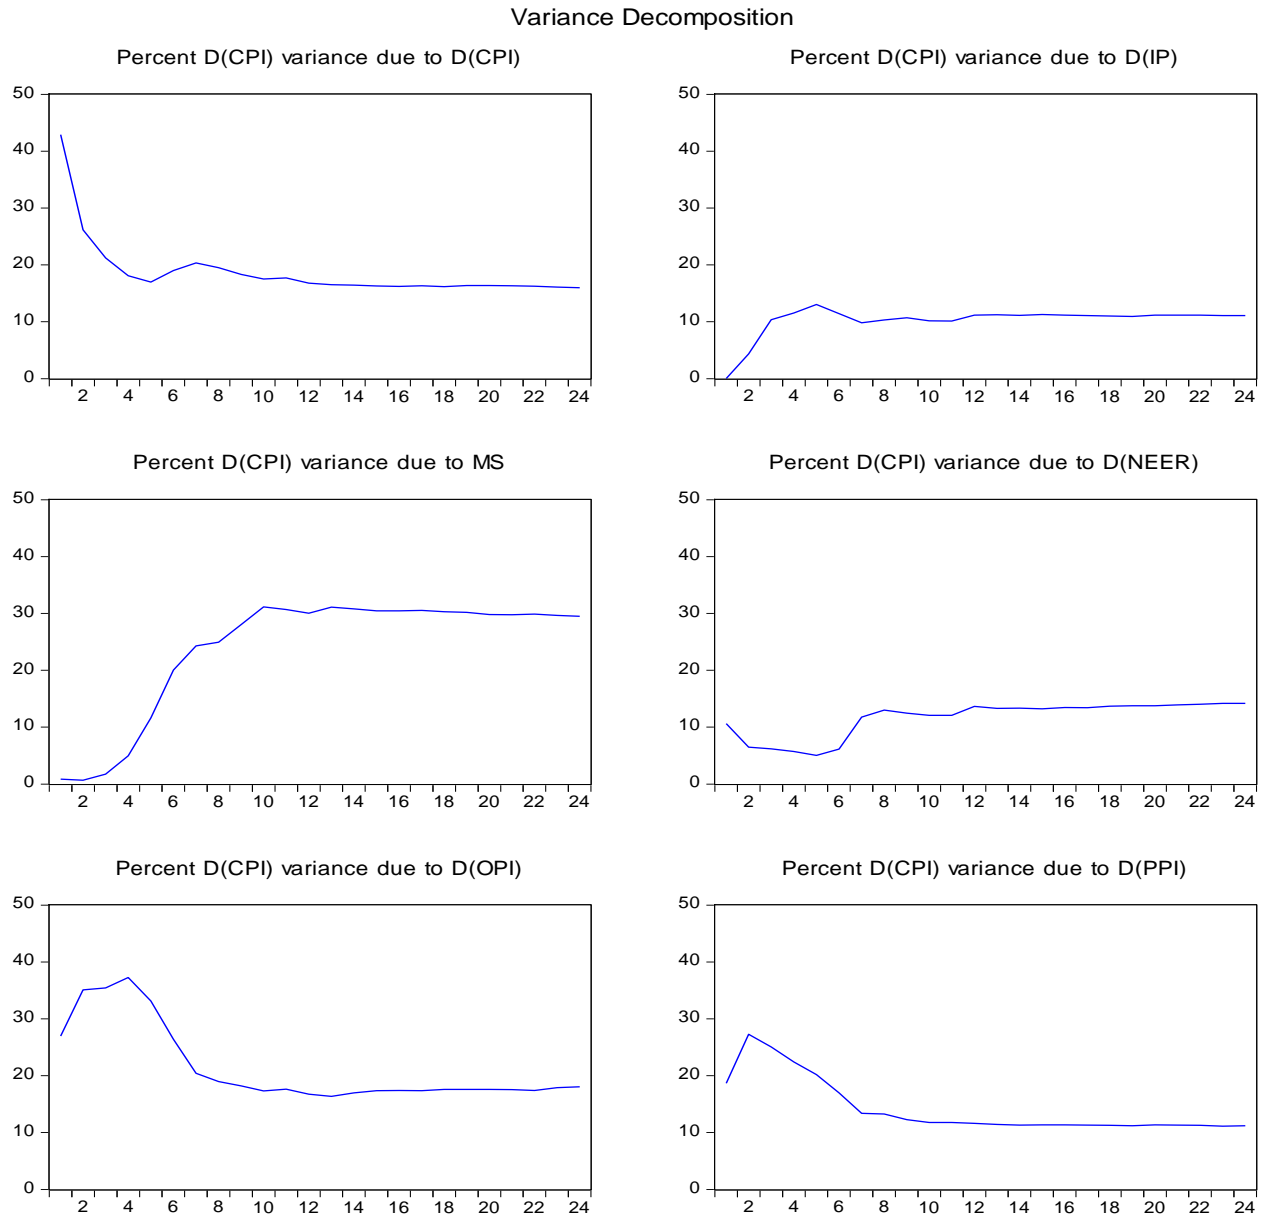 Variance Decomposition
Percent D(CPI) variance due to D(CPI)
50
40
30
20
10
0
2 4 6 8 10 12 14 16 18 20 22 24
Percent D(CPI) variance due to D(IP)
50
40
30
20
10
0
2 4 6 8 10 12 14 16 18 20 22 24
Percent D(CPI) variance due to MS
50
40
30
20
10
0
2 4 6 8 10 12 14 16 18 20 22 24
Percent D(CPI) variance due to D(NEER)
50
40
30
20
10
0
2 4 6 8 10 12 14 16 18 20 22 24
Percent D(CPI) variance due to D(OPI)
50
40
30
20
10
0
2 4 6 8 10 12 14 16 18 20 22 24
Percent D(CPI) variance due to D(PPI)
50
40
30
20
10
0
2 4 6 8 10 12 14 16 18 20 22 24